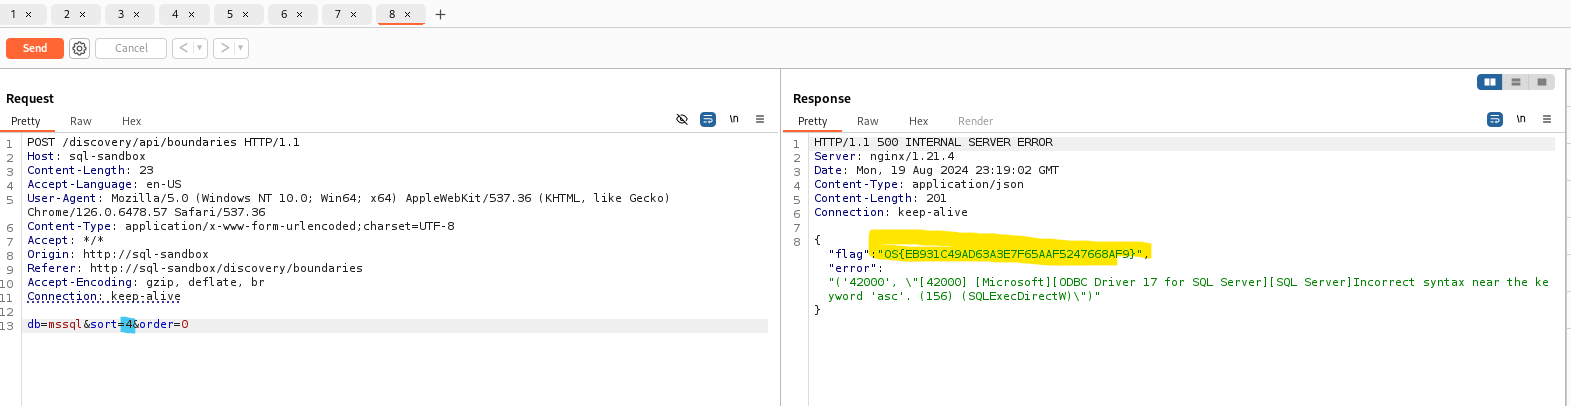 1 × 2 × 3 × 4 × 5 × 6 × 7 × 8 × +
Send Cancel < > 
Request
Pretty Raw Hex \n
1 POST /discovery/api/boundaries HTTP/1.1
2 Host: sql-sandbox
3 Content-Length: 23
4 Accept-Language: en-US
5 User-Agent: Mozilla/5.0 (Windows NT 10.0; Win64; x64) AppleWebKit/537.36 (KHTML, like Gecko)
Chrome/126.0.6478.57 Safari/537.36
6 Content-Type: application/x-www-form-urlencoded;charset=UTF-8
7 Accept: */*
8 Origin: http://sql-sandbox
9 Referer: http://sql-sandbox/discovery/boundaries
10 Accept-Encoding: gzip, deflate, br
11 Connection: keep-alive
12
13 db=mssql&sort=4&order=0
Response
Pretty Raw Hex Render \n
1 HTTP/1.1 500 INTERNAL SERVER ERROR
2 Server: nginx/1.21.4
3 Date: Mon, 19 Aug 2024 23:19:02 GMT
4 Content-Type: application/json
5 Content-Length: 201
6 Connection: keep-alive
7
8 {
"flag":"OS{EB931C49AD63A3E7F65AAF5247668AF9}",
"error":
"('42000', \"[42000] [Microsoft][ODBC Driver 17 for SQL Server][SQL Server]Incorrect syntax near the ke
yword 'asc'. (156) (SQLExecDirectW)\")"
}